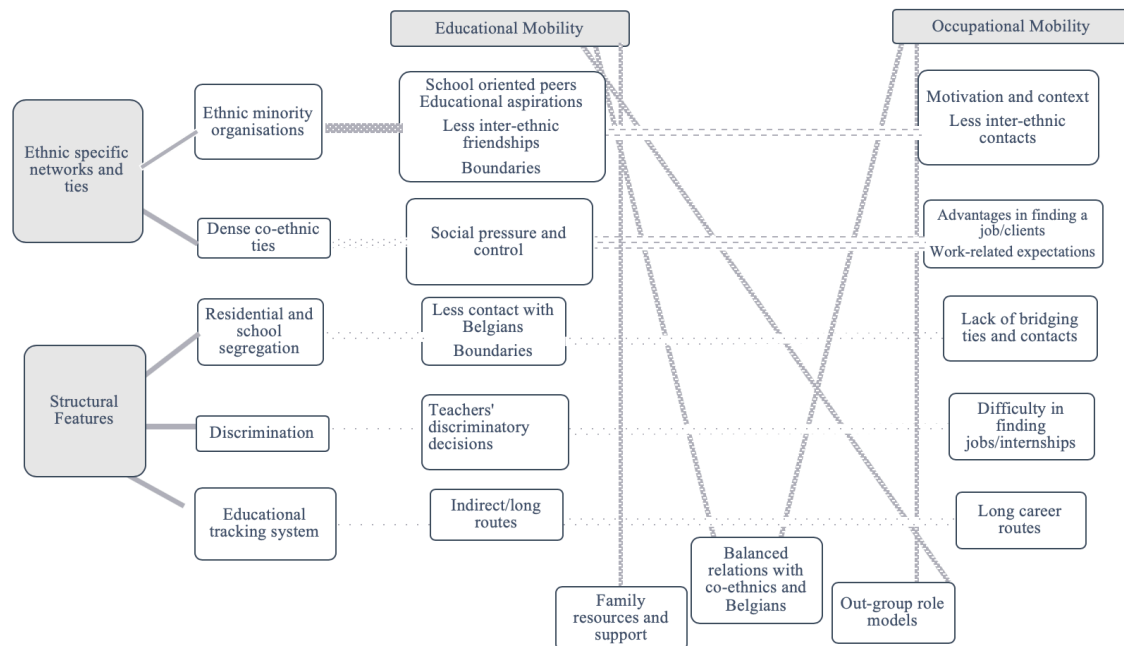 Educational Mobility
Occupational Mobility
Ethnic specific
networks and
ties
Ethnic minority
organisations
School oriented peers
Educational aspirations
Less inter-ethnic
friendships
Boundaries
Motivation and context
Less inter-ethnic
contacts
Dense co-ethnic
ties
Social pressure and
control
Advantages in finding a
job/clients
Work-related expectations
Structural
Features
Residential and
school
segregation
Less contact with
Belgians
Boundaries
Lack of bridging
ties and contacts
Discrimination
Teachers'
discriminatory
decisions
Difficulty in
finding
jobs/internships
Educational
tracking system
Indirect/long
routes
Long career
routes
Family
resources and
support
Balanced
relations with
co-ethnics and
Belgians
Out-group role
models